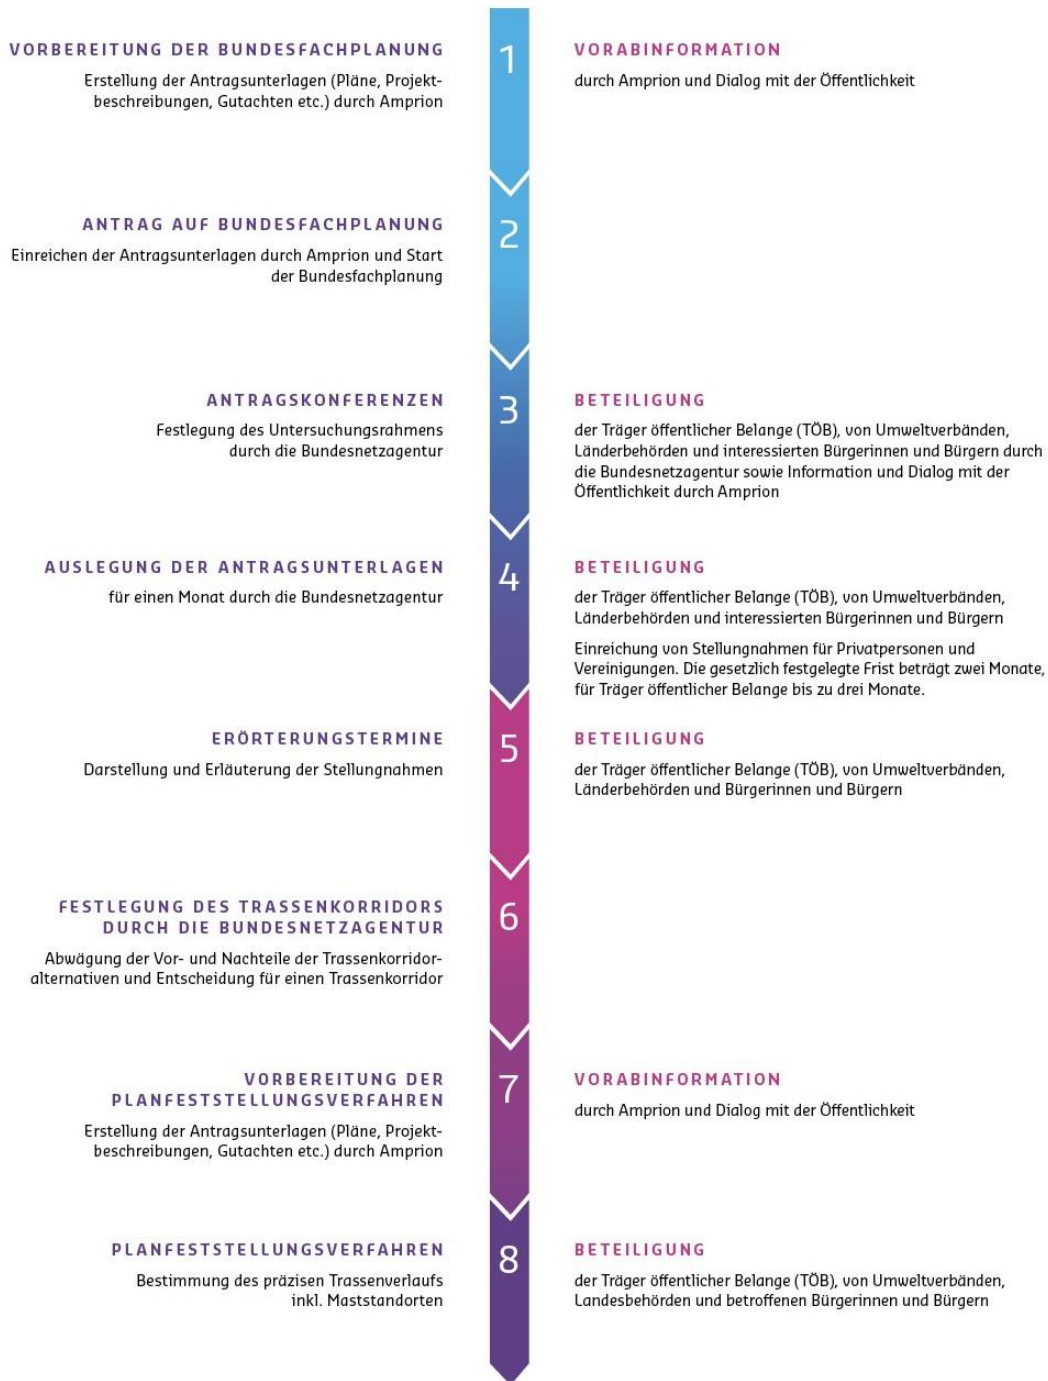 VORBEREITUNG DER BUNDESFACHPLANUNG
Erstellung der Antragsunterlagen (Pläne, Projekt-
beschreibungen, Gutachten etc.) durch Amprion
1
VORABINFORMATION
durch Amprion und Dialog mit der Öffentlichkeit
ANTRAG AUF BUNDESFACHPLANUNG
Einreichen der Antragsunterlagen durch Amprion und Start
der Bundesfachplanung
2
ANTRAGSKONFERENZEN
Festlegung des Untersuchungsrahmens
durch die Bundesnetzagentur
3
BETEILIGUNG
der Träger öffentlicher Belange (TÖB), von Umweltverbänden,
Länderbehörden und interessierten Bürgerinnen und Bürgern durch
die Bundesnetzagentur sowie Information und Dialog mit der
Öffentlichkeit durch Amprion
AUSLEGUNG DER ANTRAGSUNTERLAGEN
für einen Monat durch die Bundesnetzagentur
4
BETEILIGUNG
der Träger öffentlicher Belange (TÖB), von Umweltverbänden,
Länderbehörden und interessierten Bürgerinnen und Bürgern
Einreichung von Stellungnahmen für Privatpersonen und
Vereinigungen. Die gesetzlich festgelegte Frist beträgt zwei Monate,
für Träger öffentlicher Belange bis zu drei Monate.
ERÖRTERUNGSTERMINE
Darstellung und Erläuterung der Stellungnahmen
5
BETEILIGUNG
der Träger öffentlicher Belange (TÖB), von Umweltverbänden,
Länderbehörden und Bürgerinnen und Bürgern
FESTLEGUNG DES TRASSENKORRIDORS
DURCH DIE BUNDESNETZAGENTUR
Abwägung der Vor- und Nachteile der Trassenkorridor-
alternativen und Entscheidung für einen Trassenkorridor
6
VORBEREITUNG DER
PLANFESTSTELLUNGSVERFAHREN
Erstellung der Antragsunterlagen (Pläne, Projekt-
beschreibungen, Gutachten etc.) durch Amprion
7
VORABINFORMATION
durch Amprion und Dialog mit der Öffentlichkeit
PLANFESTSTELLUNGSVERFAHREN
Bestimmung des präzisen Trassenverlaufs
inkl. Maststandorten
8
BETEILIGUNG
der Träger öffentlicher Belange (TÖB), von Umweltverbänden,
Landesbehörden und betroffenen Bürgerinnen und Bürgern